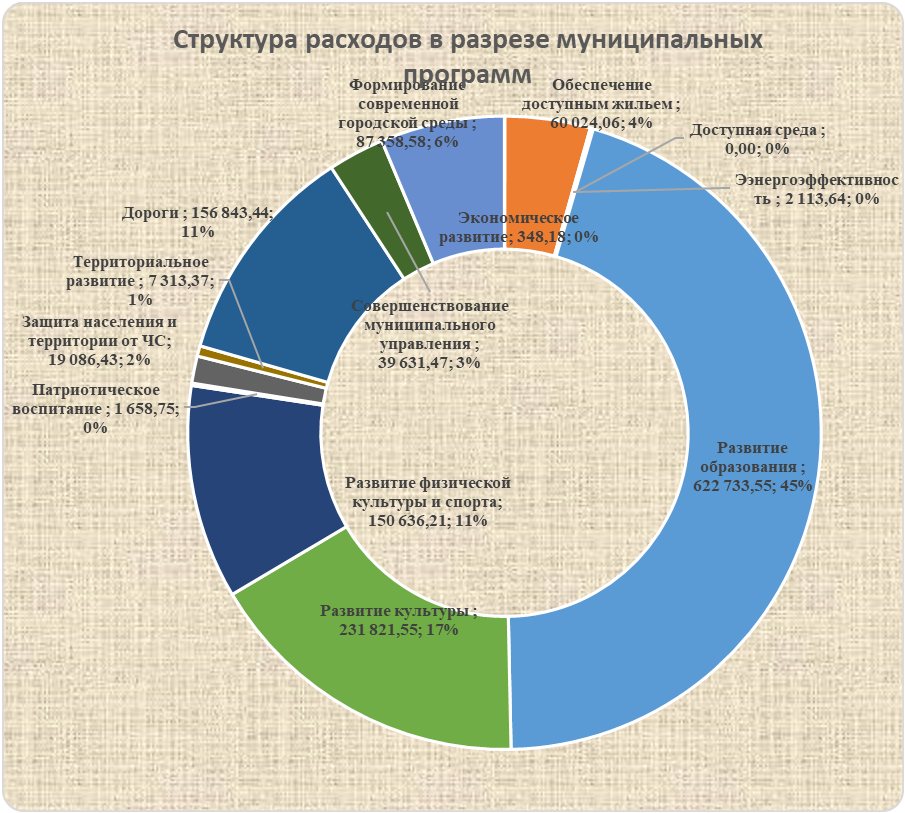 Структура расходов в разрезе муниципальных
программ
Формирование
современной
городской среды ;
87 358,58; 6%
Обеспечение
доступным жильем ;
60 024,06; 4%
Доступная среда ;
0,00; 0%
Ээнергоэффективнос
ть ; 2 113,64; 0%
Экономическое
развитие; 348,18; 0%
Дороги ; 156 843,44;
11%
Территориальное
развитие ; 7 313,37;
1%
Защита населения и
территории от ЧС;
19 086,43; 2%
Патриотическое
воспитание ; 1 658,75;
0%
Совершенствование
муниципального
управления ;
39 631,47; 3%
Развитие
образования ;
622 733,55; 45%
Развитие физической
культуры и спорта;
150 636,21; 11%
Развитие культуры ;
231 821,55; 17%